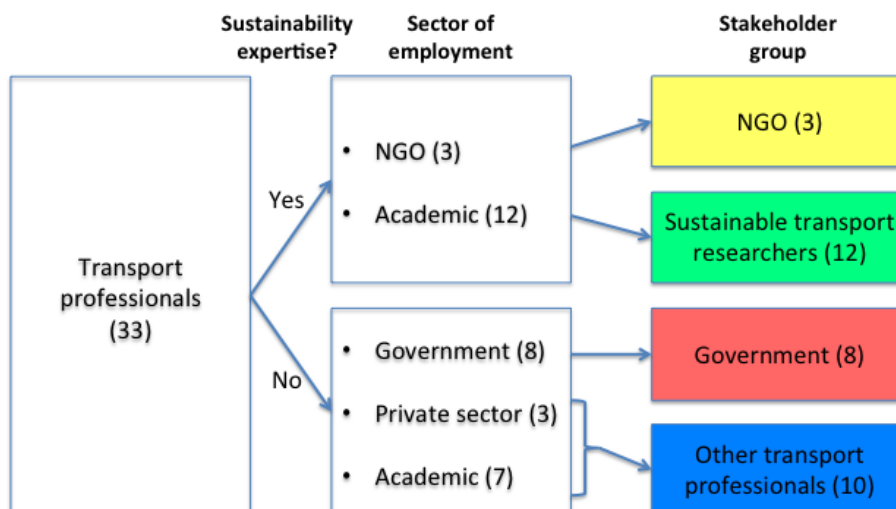 Sustainability
expertise?
Sector of
employment
Stakeholder
group
Transport
professionals
(33)
Yes
No
• NGO (3)
• Academic (12)
• Government (8)
• Private sector (3)
• Academic (7)
NGO (3)
Sustainable transport
researchers (12)
Government (8)
Other transport
professionals (10)